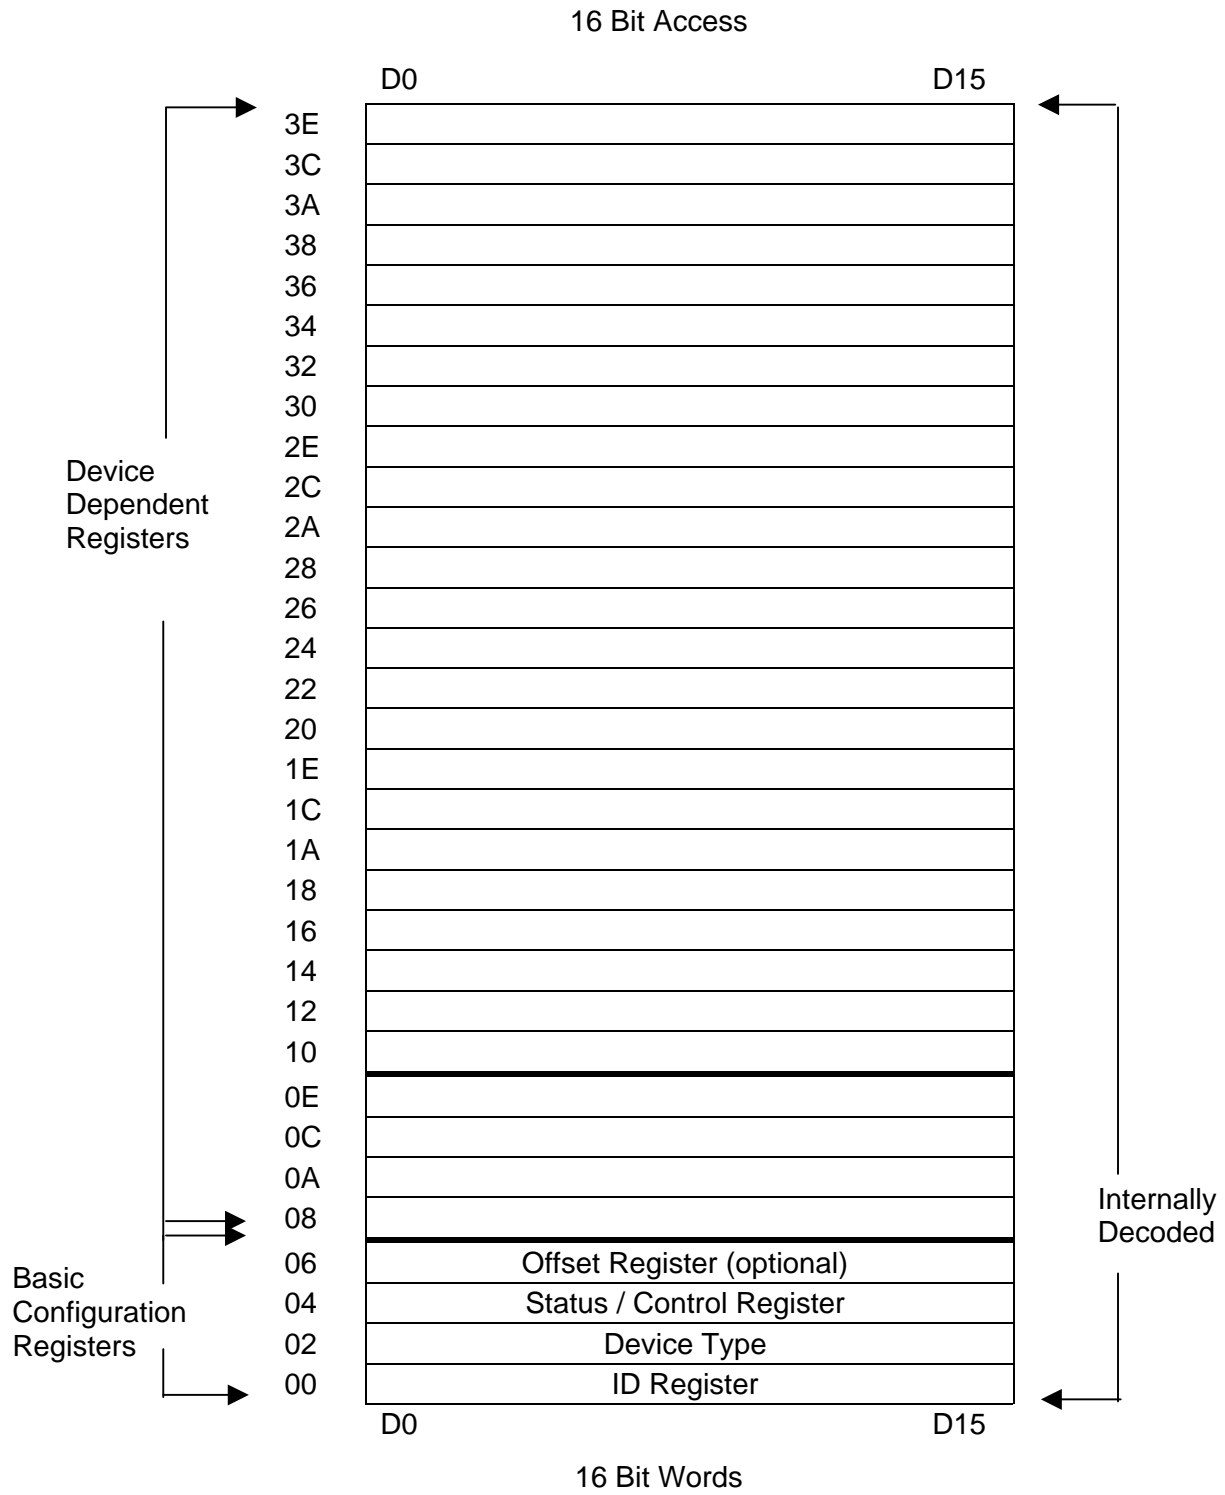 16 Bit Access
D0 D15
3E
3C
3A
38
36
34
32
30
2E
Device
Dependent
Registers
2C
2A
28
26
24
22
20
1E
1C
1A
18
16
14
12
10
0E
0C
0A
08
Internally
Decoded
Basic
Configuration
Registers
06 Offset Register (optional)
04 Status / Control Register
02 Device Type
00 ID Register
D0 D15
16 Bit Words